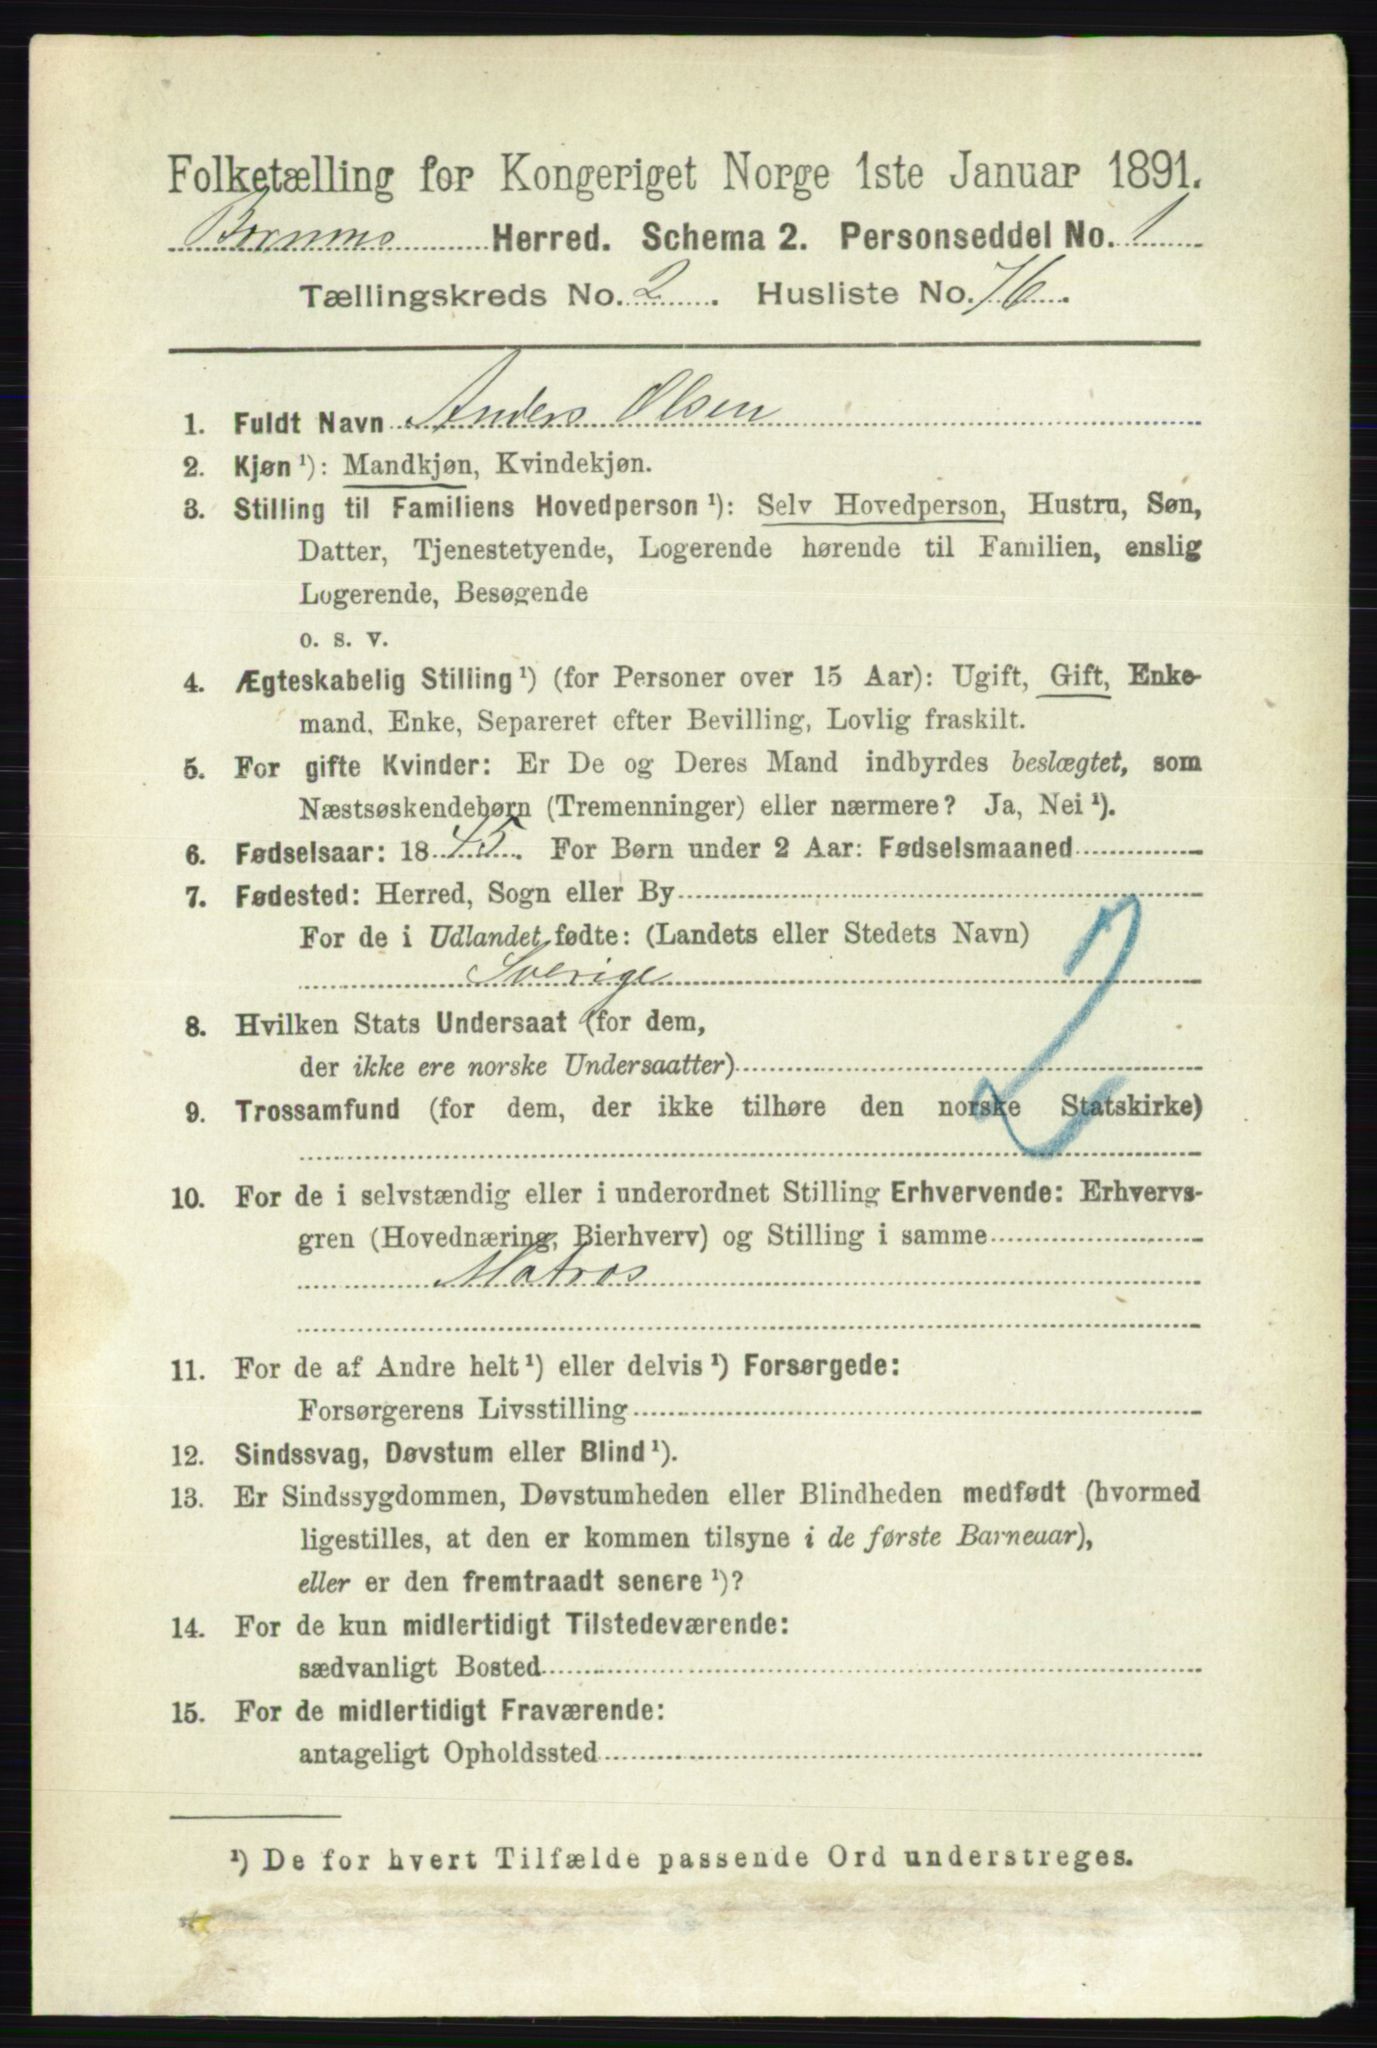 Folketælling for Kongeriget Norge 1ste Januar 1891.
Herred. Schema 2. Personseddel No. 1
Tællingskreds No. 2. Husliste No. 76.
1. Fuldt Navn Anders Olsen
2. Kjøn ¹): Mandkjøn, Kvindekjøn.
3. Stilling til Familiens Hovedperson ¹): Selv Hovedperson, Hustru, Søn,
Datter, Tjenestetyende, Logerende hørende til Familien, enslig
Logerende, Besøgende
o. s. v.
4. Ægteskabelig Stilling ¹) (for Personer over 15 Aar): Ugift, Gift, Enke-
mand, Enke, Separeret efter Bevilling, Lovlig fraskilt.
5. For gifte Kvinder: Er De og Deres Mand indbyrdes beslægtet, som
Næstsøskendebørn (Tremenninger) eller nærmere? Ja, Nei ¹).
6. Fødselsaar: 1845. For Børn under 2 Aar: Fødselsmaaned
7. Fødested: Herred, Sogn eller By
For de i Udlandet fødte: (Landets eller Stedets Navn)
Sverige
2
8. Hvilken Stats Undersaat (for dem,
der ikke ere norske Undersaatter)
9. Trossamfund (for dem, der ikke tilhøre den norske Statskirke)
10. For de i selvstændig eller i underordnet Stilling Erhvervende: Erhvervs-
gren (Hovednæring, Bierhverv) og Stilling i samme
Matros
11. For de af Andre helt ¹) eller delvis ¹) Forsørgede:
Forsørgerens Livsstilling
12. Sindssvag, Døvstum eller Blind ¹).
13. Er Sindssygdommen, Døvstumheden eller Blindheden medfødt (hvormed
ligestilles, at den er kommen tilsyne i de første Barneaar),
eller er den fremtraadt senere ¹)?
14. For de kun midlertidigt Tilstedeværende:
sædvanligt Bosted
15. For de midlertidigt Fraværende:
antageligt Opholdssted
¹) De for hvert Tilfælde passende Ord understreges.